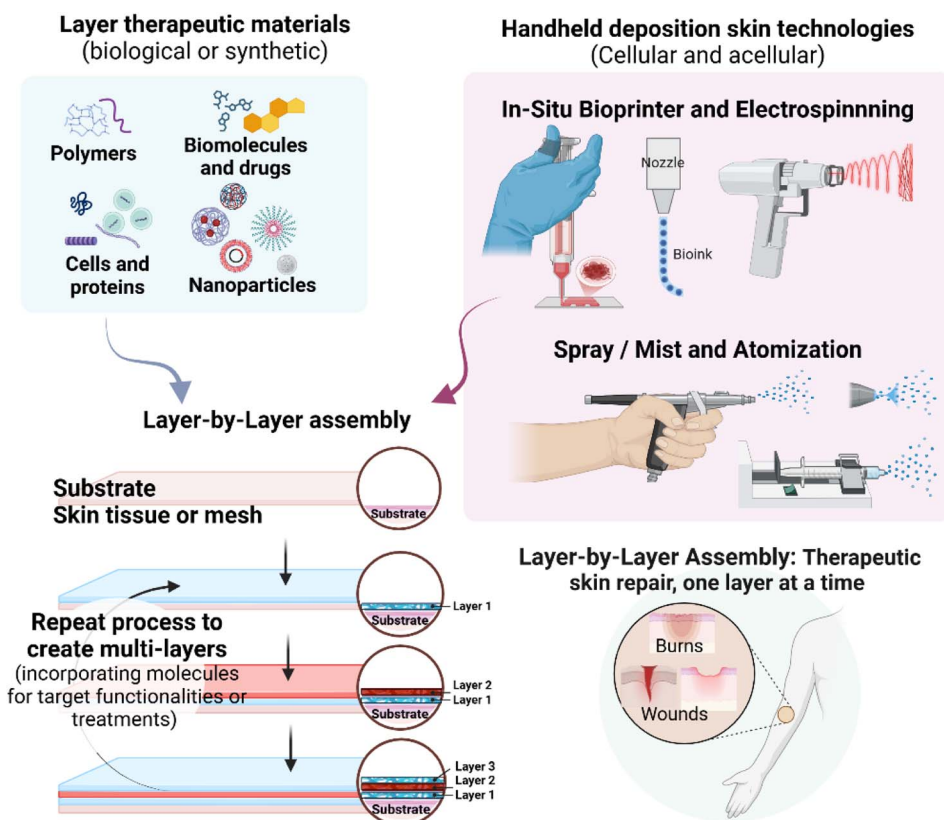 Layer therapeutic materials
(biological or synthetic)
Polymers
Biomolecules
and drugs
Cells and
proteins
Nanoparticles
Handheld deposition skin technologies
(Cellular and acellular)
In-Situ Bioprinter and Electrospinnning
Nozzle
Bioink
Spray / Mist and Atomization
Layer-by-Layer assembly
Substrate
Skin tissue or mesh
Substrate
Layer 1
Substrate
Repeat process to
create multi-layers
(incorporating molecules
for target functionalities or
treatments)
Layer 2
Layer 1
Substrate
Layer 3
Layer 2
Layer 1
Substrate
Layer-by-Layer Assembly: Therapeutic
skin repair, one layer at a time
Burns
Wounds